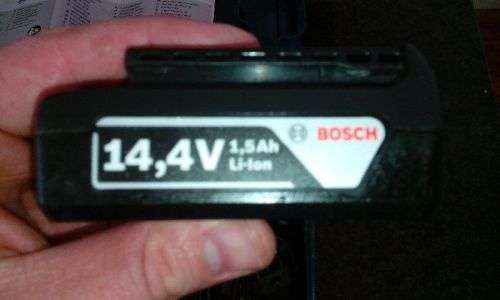 14,4V
1,5Ah
Li-Ion
BOSCH